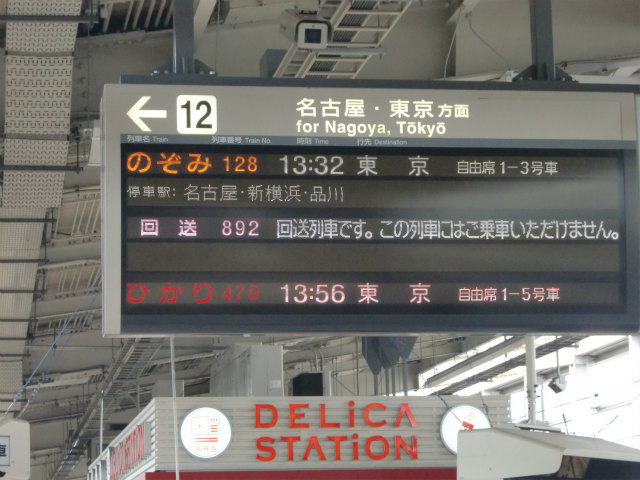 ← 12 名古屋・東京方面
for Nagoya, Tōkyō
列車名 Train 列車番号 Train No. 時刻 Time 行先 Destination
のぞみ 128 13:32 東京 自由席1-3号車
停車駅: 名古屋・新横浜・品川
回送 892 回送列車です。この列車にはご乗車いただけません。
ひかり 470 13:56 東京 自由席1-5号車
DELiCA
STATiON